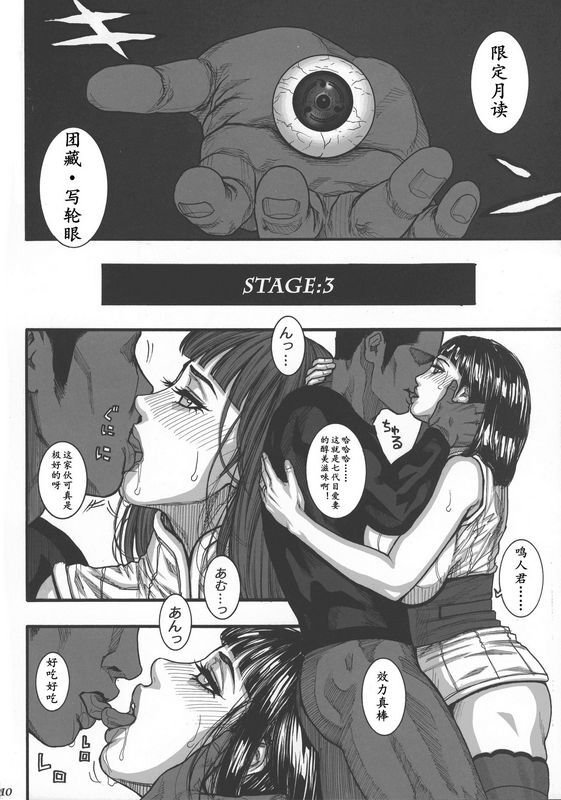 限定月读
团藏·写轮眼
STAGE:3
んっ…
ちゅる
哈哈哈……
这就是七代目爱妻
的醇美滋味啊！
鸣人君……
效力真棒
ぐにに
这家伙可真是
极好的呀
あむ…っ
あんっ
好吃好吃
レロ
レロ
10